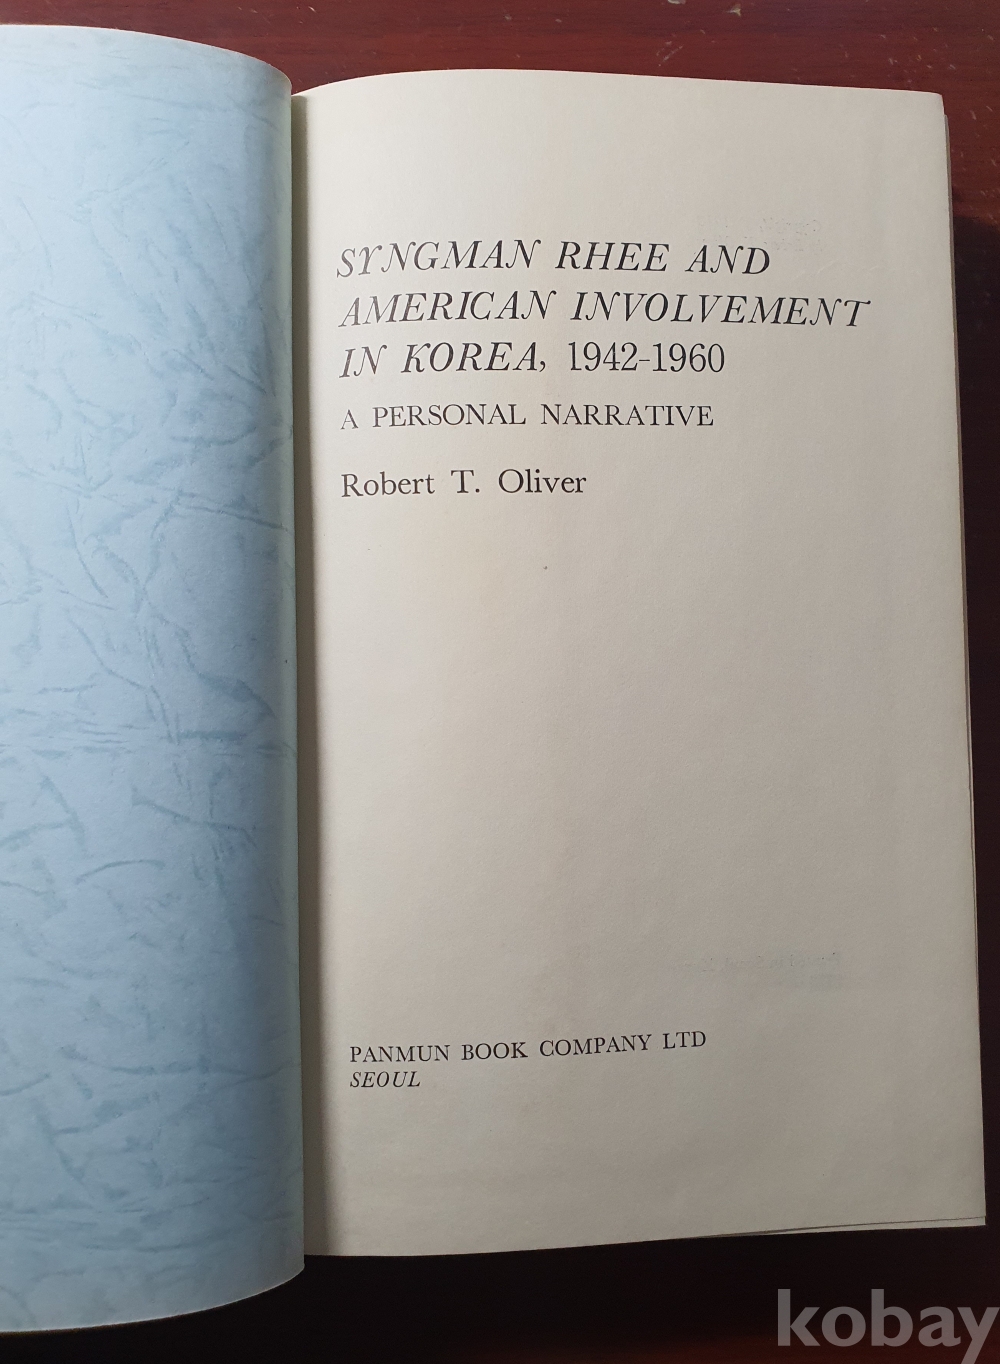 SYNGMAN RHEE AND
AMERICAN INVOLVEMENT
IN KOREA, 1942-1960
A PERSONAL NARRATIVE
Robert T. Oliver
PANMUN BOOK COMPANY LTD
SEOUL
kobay